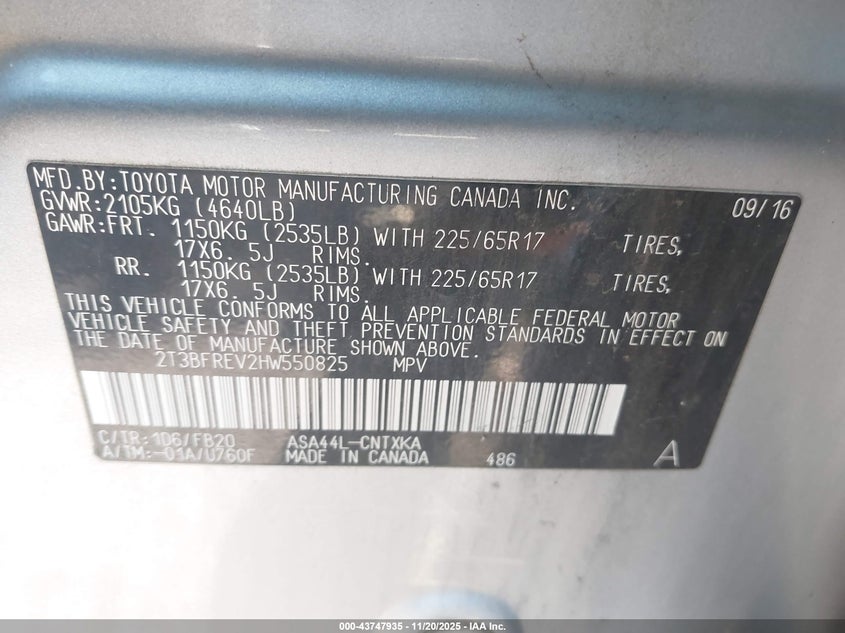 MFD.BY:TOYOTA MOTOR MANUFACTURING CANADA INC. 09/16
GVWR:2105KG (4640LB)
GAWR:FRT. 1150KG (2535LB) WITH 225/65R17 TIRES,
17X6. 5J RIMS.
RR. 1150KG (2535LB) WITH 225/65R17 TIRES,
17X6. 5J RIMS.
THIS VEHICLE CONFORMS TO ALL APPLICABLE FEDERAL MOTOR
VEHICLE SAFETY AND THEFT PREVENTION STANDARDS IN EFFECT ON
THE DATE OF MANUFACTURE SHOWN ABOVE.
2T3BFREV2HW550825 MPV
C/TR:1D6/FB20 ASA44L-CNTXKA
A/TM:-01A/U760F MADE IN CANADA 486 A
000-43747935 - 11/20/2025 - IAA Inc.